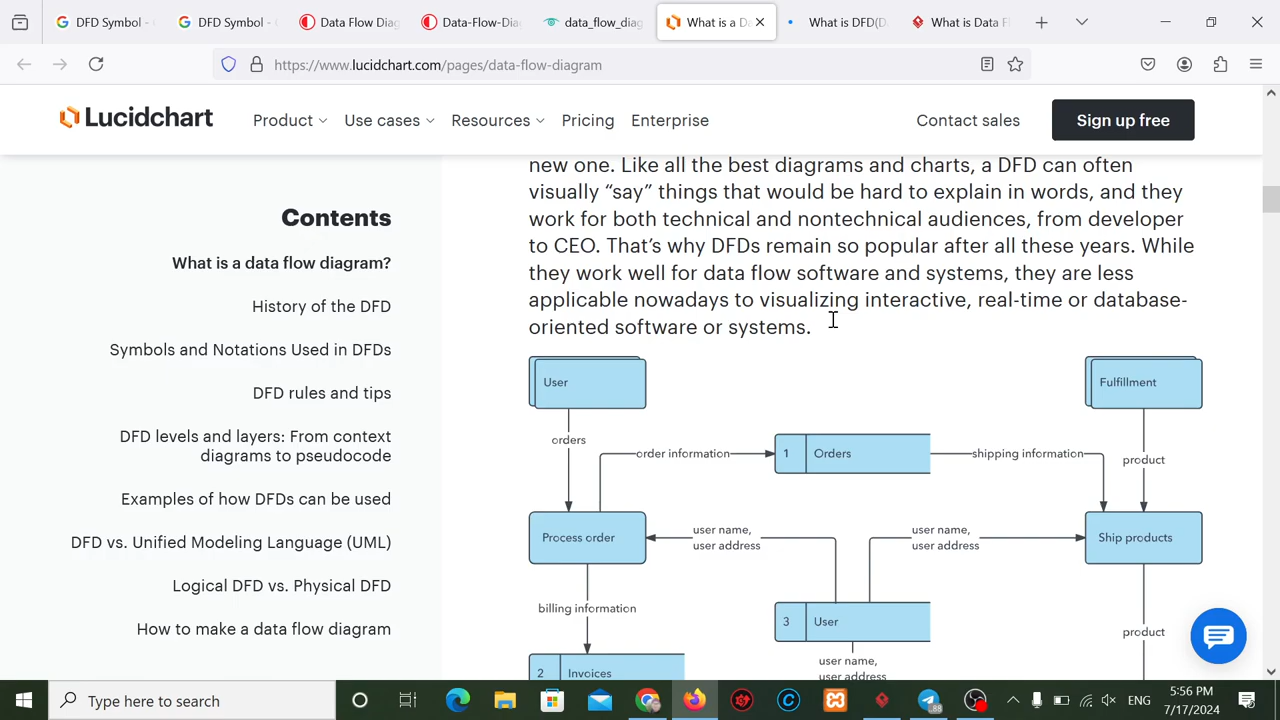 DFD Symbol -
DFD Symbol -
Data Flow Dia
Data-Flow-Dia
data_flow_diag
What is a Da
What is DFD(D
What is Data F
https://www.lucidchart.com/pages/data-flow-diagram
Lucidchart
Product
Use cases
Resources
Pricing
Enterprise
Contact sales
Sign up free
Contents
What is a data flow diagram?
History of the DFD
Symbols and Notations Used in DFDs
DFD rules and tips
DFD levels and layers: From context
diagrams to pseudocode
Examples of how DFDs can be used
DFD vs. Unified Modeling Language (UML)
Logical DFD vs. Physical DFD
How to make a data flow diagram
new one. Like all the best diagrams and charts, a DFD can often
visually “say” things that would be hard to explain in words, and they
work for both technical and nontechnical audiences, from developer
to CEO. That’s why DFDs remain so popular after all these years. While
they work well for data flow software and systems, they are less
applicable nowadays to visualizing interactive, real-time or database-
oriented software or systems.
User
Fulfillment
orders
order information
1 Orders
shipping information
product
Process order
user name,
user address
user name,
user address
Ship products
billing information
3 User
product
user name,
user address
2 Invoices
Type here to search
ENG
5:56 PM
7/17/2024